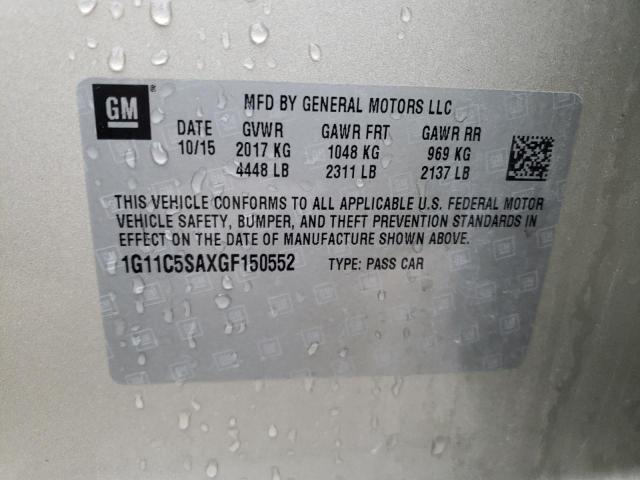 GM
®
MFD BY GENERAL MOTORS LLC
DATE GVWR GAWR FRT GAWR RR
10/15 2017 KG 1048 KG 969 KG
4448 LB 2311 LB 2137 LB
THIS VEHICLE CONFORMS TO ALL APPLICABLE U.S. FEDERAL MOTOR
VEHICLE SAFETY, BUMPER, AND THEFT PREVENTION STANDARDS IN
EFFECT ON THE DATE OF MANUFACTURE SHOWN ABOVE.
1G11C5SAXGF150552 TYPE: PASS CAR